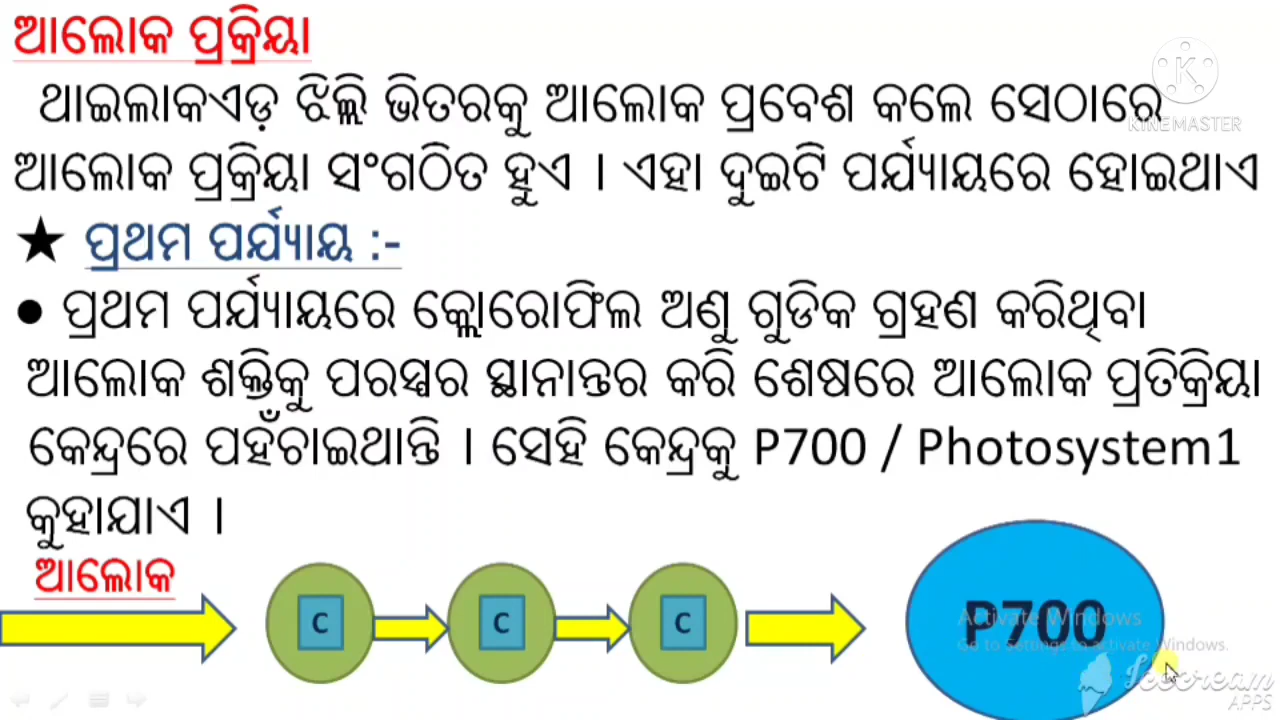 ଆଲୋକ ପ୍ରକ୍ରିୟା
ଥାଇଲାକଏଡ଼ ଝିଲ୍ଲି ଭିତରକୁ ଆଲୋକ ପ୍ରବେଶ କଲେ ସେଠାରେ
KINEMASTER
ଆଲୋକ ପ୍ରକ୍ରିୟା ସଂଗଠିତ ହୁଏ । ଏହା ଦୁଇଟି ପର୍ଯ୍ୟାୟରେ ହୋଇଥାଏ
★ ପ୍ରଥମ ପର୍ଯ୍ୟାୟ :-
● ପ୍ରଥମ ପର୍ଯ୍ୟାୟରେ କ୍ଲୋରୋଫିଲ ଅଣୁ ଗୁଡିକ ଗ୍ରହଣ କରିଥିବା
ଆଲୋକ ଶକ୍ତିକୁ ପରସ୍ପର ସ୍ଥାନାନ୍ତର କରି ଶେଷରେ ଆଲୋକ ପ୍ରତିକ୍ରିୟା
କେନ୍ଦ୍ରରେ ପହଁଚାଇଥାନ୍ତି । ସେହି କେନ୍ଦ୍ରକୁ P700 / Photosystem1
କୁହାଯାଏ ।
ଆଲୋକ
C C C P700
Activate Windows
Go to Settings to activate Windows.
IceCream
APPS